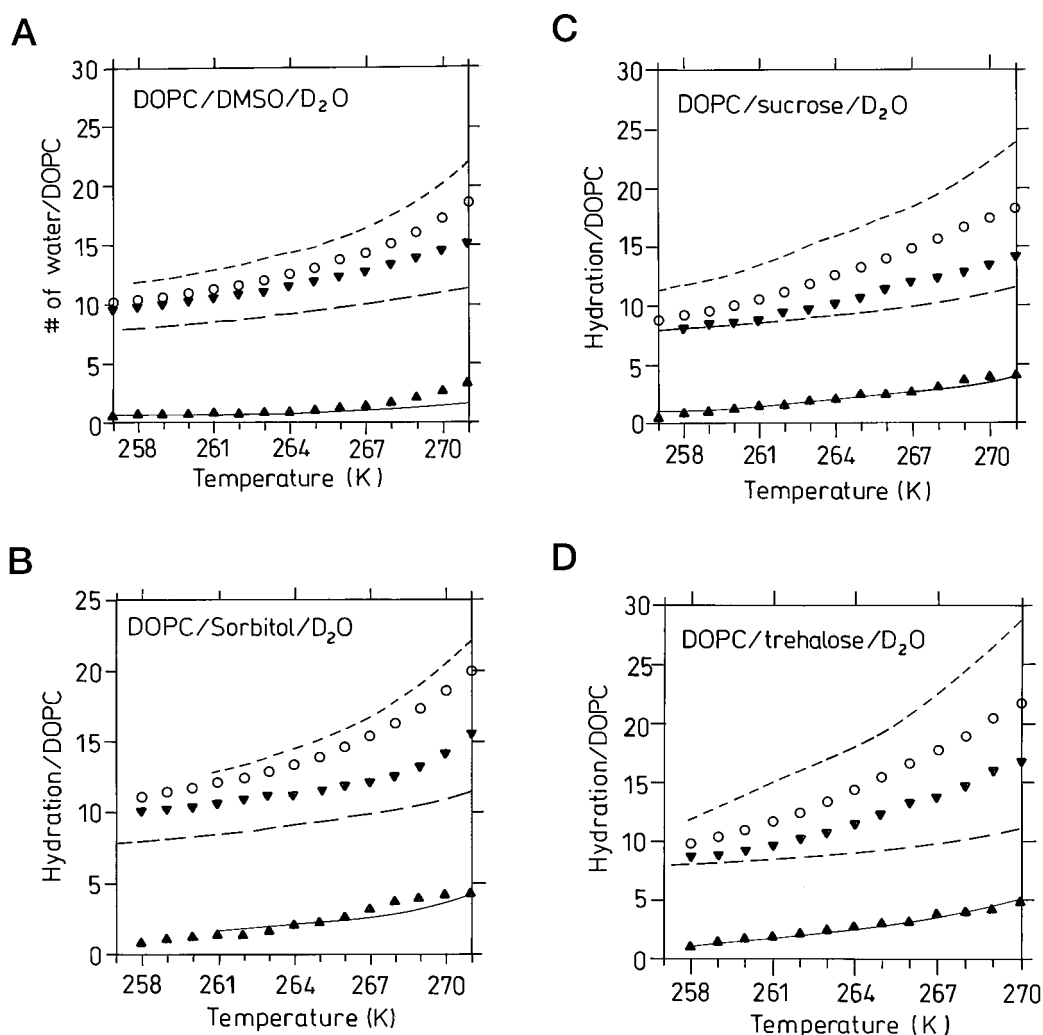 A
DOPC/DMSO/D₂O
# of water/DOPC
30
25
20
15
10
5
0
258 261 264 267 270
Temperature (K)
B
DOPC/Sorbitol/D₂O
Hydration/DOPC
25
20
15
10
5
0
258 261 264 267 270
Temperature (K)
C
DOPC/sucrose/D₂O
Hydration/DOPC
30
25
20
15
10
5
0
258 261 264 267 270
Temperature (K)
D
DOPC/trehalose/D₂O
Hydration/DOPC
30
25
20
15
10
5
0
258 261 264 267 270
Temperature (K)